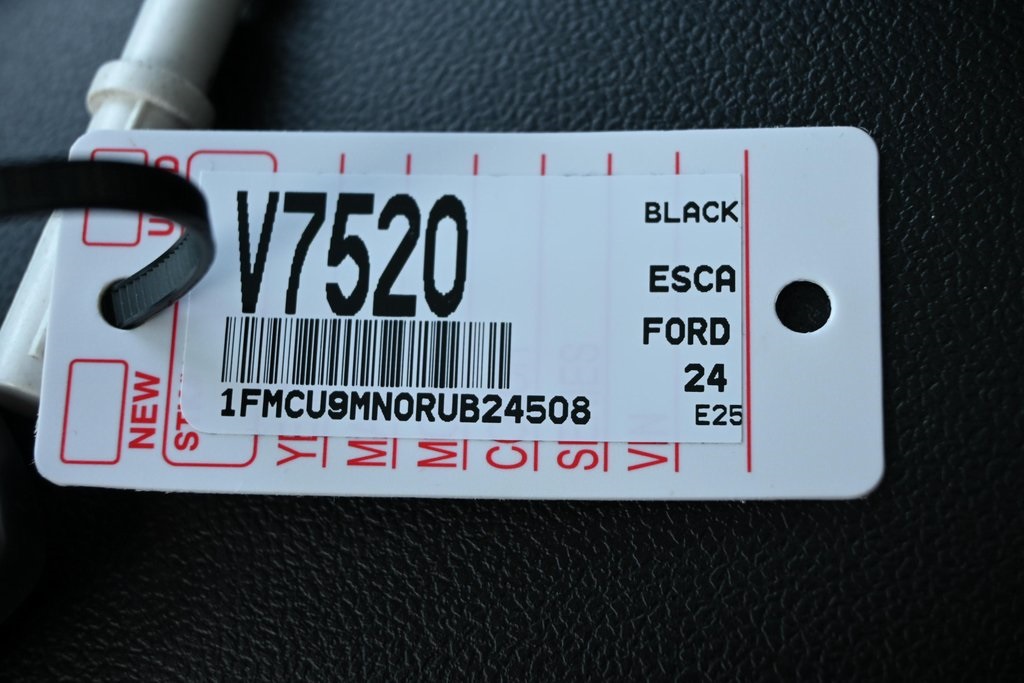 V7520
1FMCU9MN0RUB24508
BLACK
ESCA
FORD
24
E25
NEW